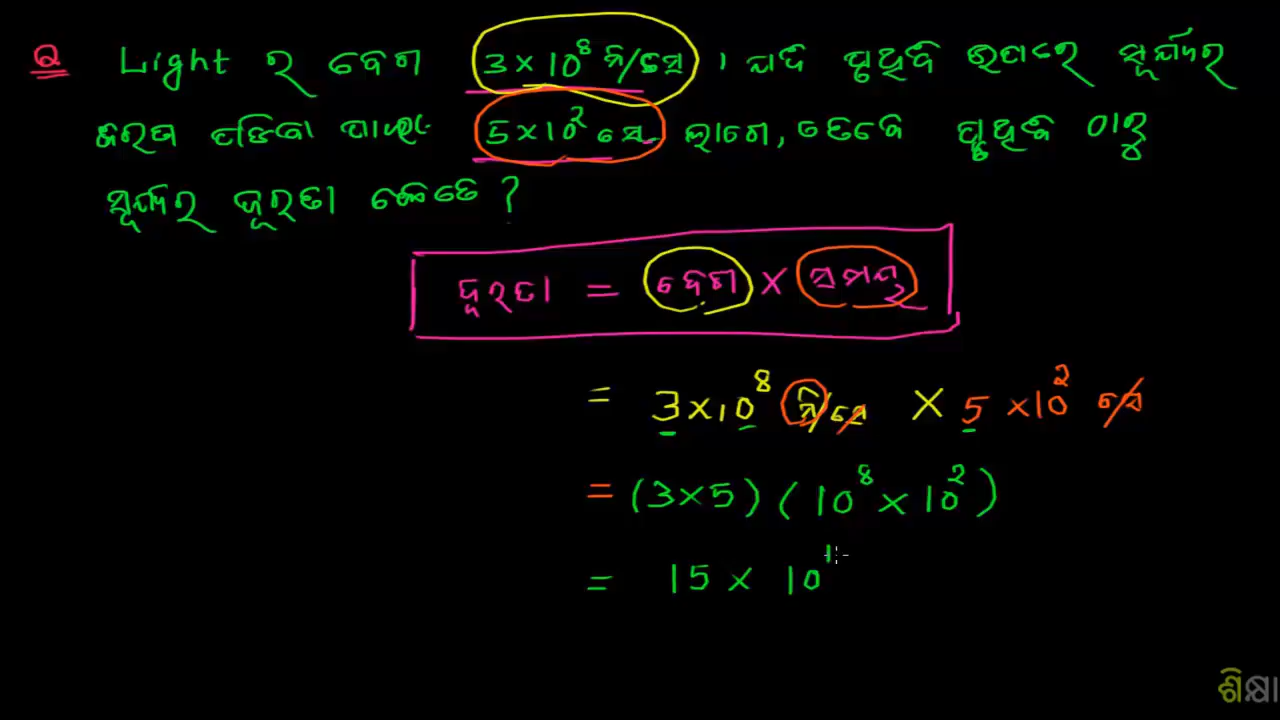 Q Light ର ବେଗ 3 × 10⁸ ମି/ସେ । ଯଦି ପୃଥିବୀ ଉପରେ ସୂର୍ଯ୍ୟର
କିରଣ ପଡିବା ପାଇଁ 5 × 10² ସେ. ଲାଗେ, ତେବେ ପୃଥିବୀ ଠାରୁ
ସୂର୍ଯ୍ୟର ଦୂରତା କେତେ ?
ଦୂରତା = ବେଗ × ସମୟ
= 3 × 10⁸ ମି/ସେ × 5 × 10² ସେ
= (3 × 5) (10⁸ × 10²)
= 15 × 10¹
ଶିକ୍ଷା